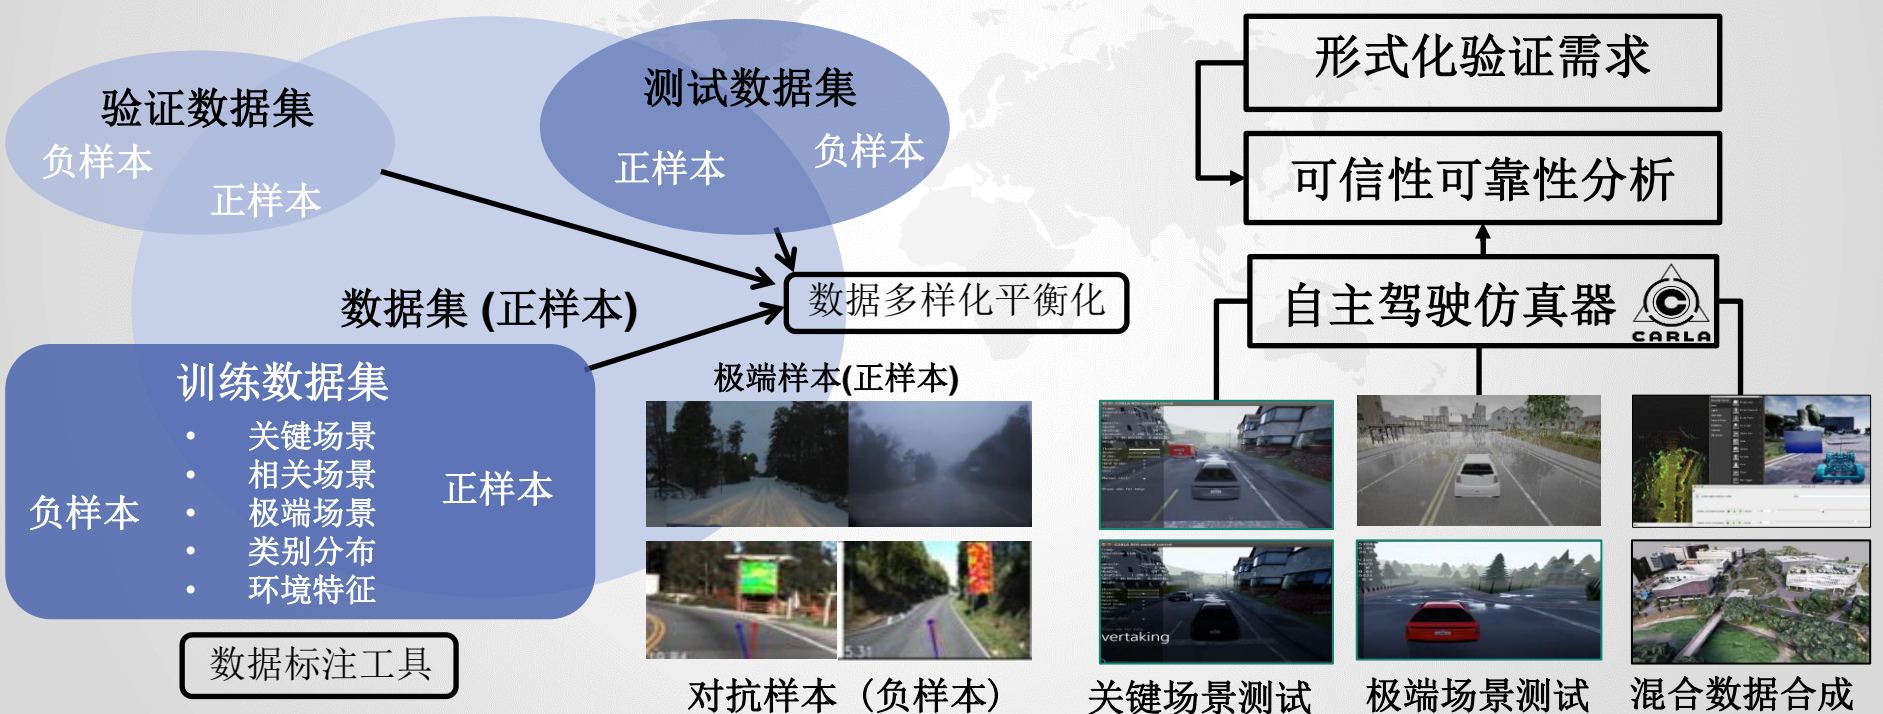 验证数据集
负样本
正样本
测试数据集
正样本
负样本
数据集 (正样本)
数据多样化平衡化
训练数据集
• 关键场景
• 相关场景
• 极端场景
• 类别分布
• 环境特征
负样本
正样本
数据标注工具
极端样本(正样本)
5.31
对抗样本（负样本）
形式化验证需求
可信性可靠性分析
自主驾驶仿真器
CARLA
vertaking
关键场景测试
极端场景测试
混合数据合成